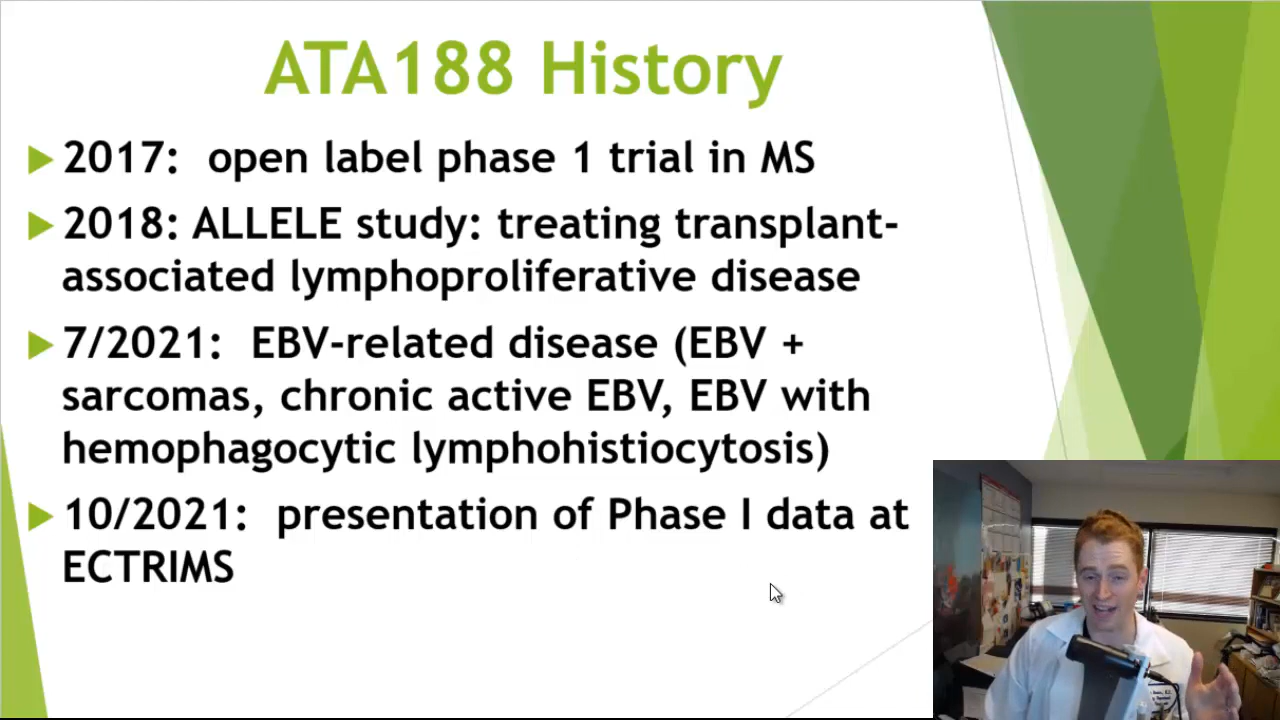 ATA188 History
2017: open label phase 1 trial in MS
2018: ALLELE study: treating transplant-
associated lymphoproliferative disease
7/2021: EBV-related disease (EBV +
sarcomas, chronic active EBV, EBV with
hemophagocytic lymphohistiocytosis)
10/2021: presentation of Phase I data at
ECTRIMS